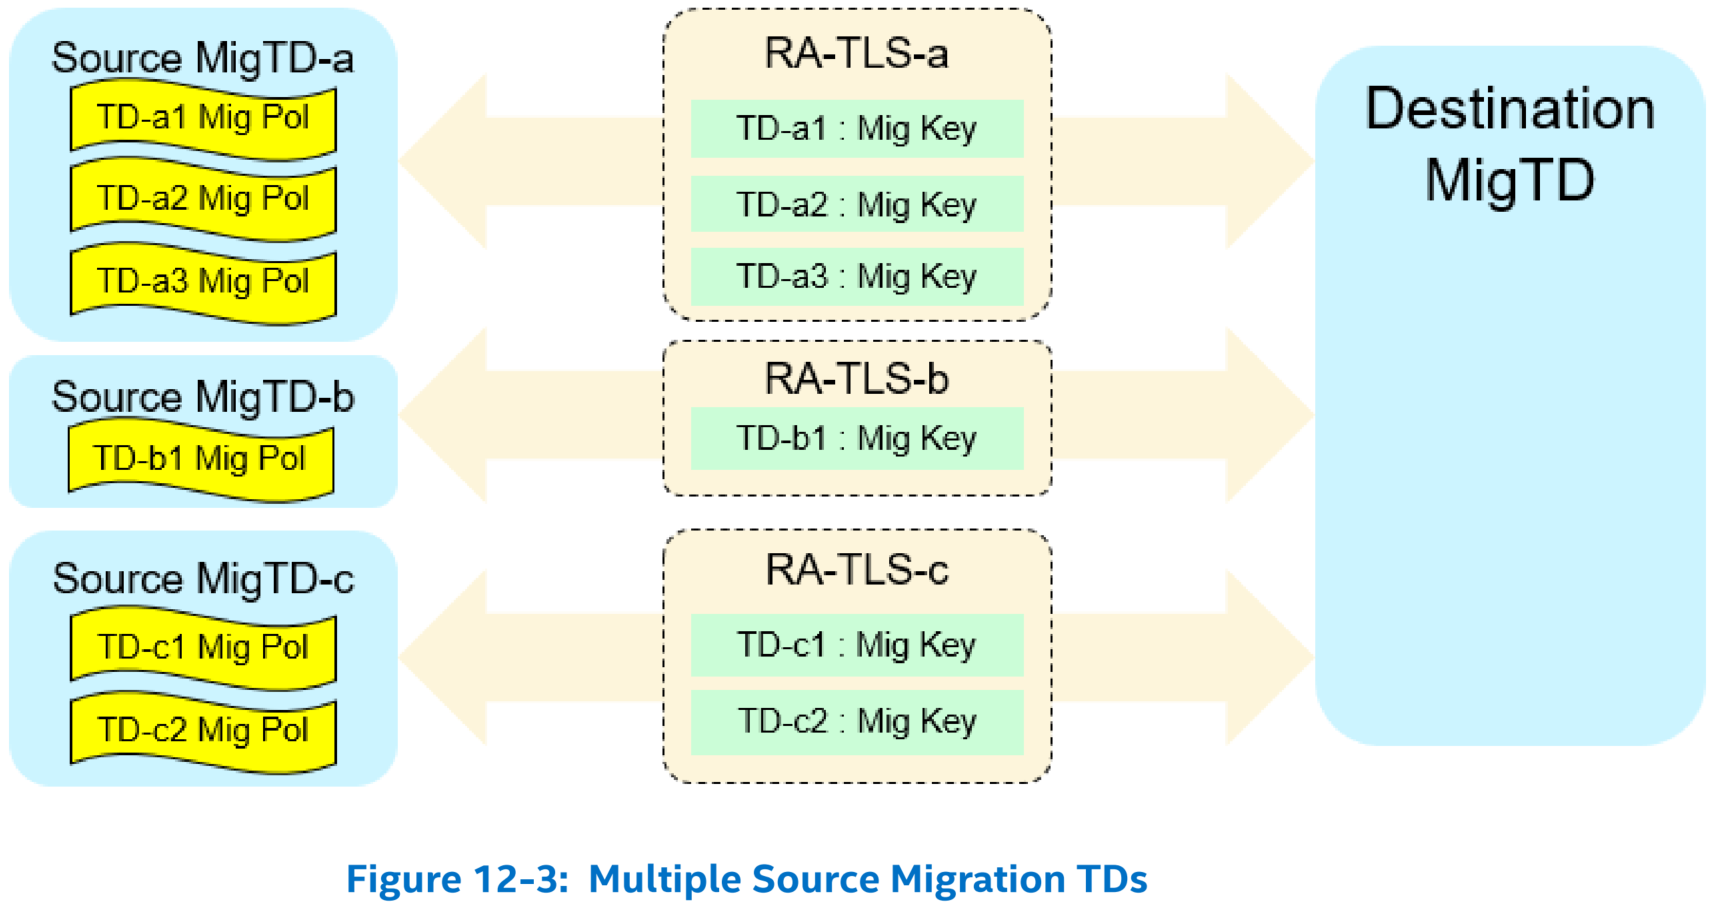 Source MigTD-a
TD-a1 Mig Pol
TD-a2 Mig Pol
TD-a3 Mig Pol
RA-TLS-a
TD-a1 : Mig Key
TD-a2 : Mig Key
TD-a3 : Mig Key
Destination
MigTD
Source MigTD-b
TD-b1 Mig Pol
RA-TLS-b
TD-b1 : Mig Key
Source MigTD-c
TD-c1 Mig Pol
TD-c2 Mig Pol
RA-TLS-c
TD-c1 : Mig Key
TD-c2 : Mig Key
Figure 12-3: Multiple Source Migration TDs